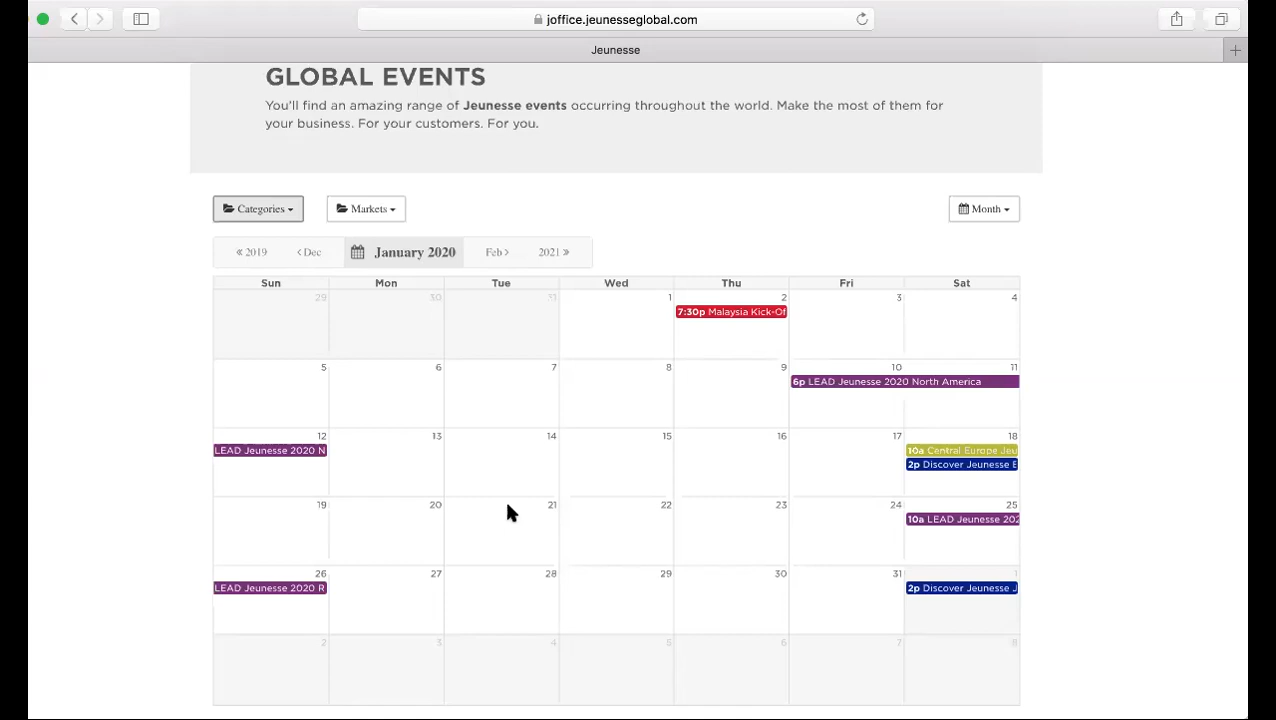 joffice.jeunesseglobal.com
Jeunesse
GLOBAL EVENTS
You'll find an amazing range of Jeunesse events occurring throughout the world. Make the most of them for
your business. For your customers. For you.
Categories
Markets
Month
« 2019
‹ Dec
January 2020
Feb ›
2021 »
Sun Mon Tue Wed Thu Fri Sat
29 30 31 1 2 3 4
7:30p Malaysia Kick-Of
5 6 7 8 9 10 11
6p LEAD Jeunesse 2020 North America
12 13 14 15 16 17 18
LEAD Jeunesse 2020 N
10a Central Europe Jeu
2p Discover Jeunesse E
19 20 21 22 23 24 25
10a LEAD Jeunesse 202
26 27 28 29 30 31 1
LEAD Jeunesse 2020 R
2p Discover Jeunesse J
2 3 4 5 6 7 8